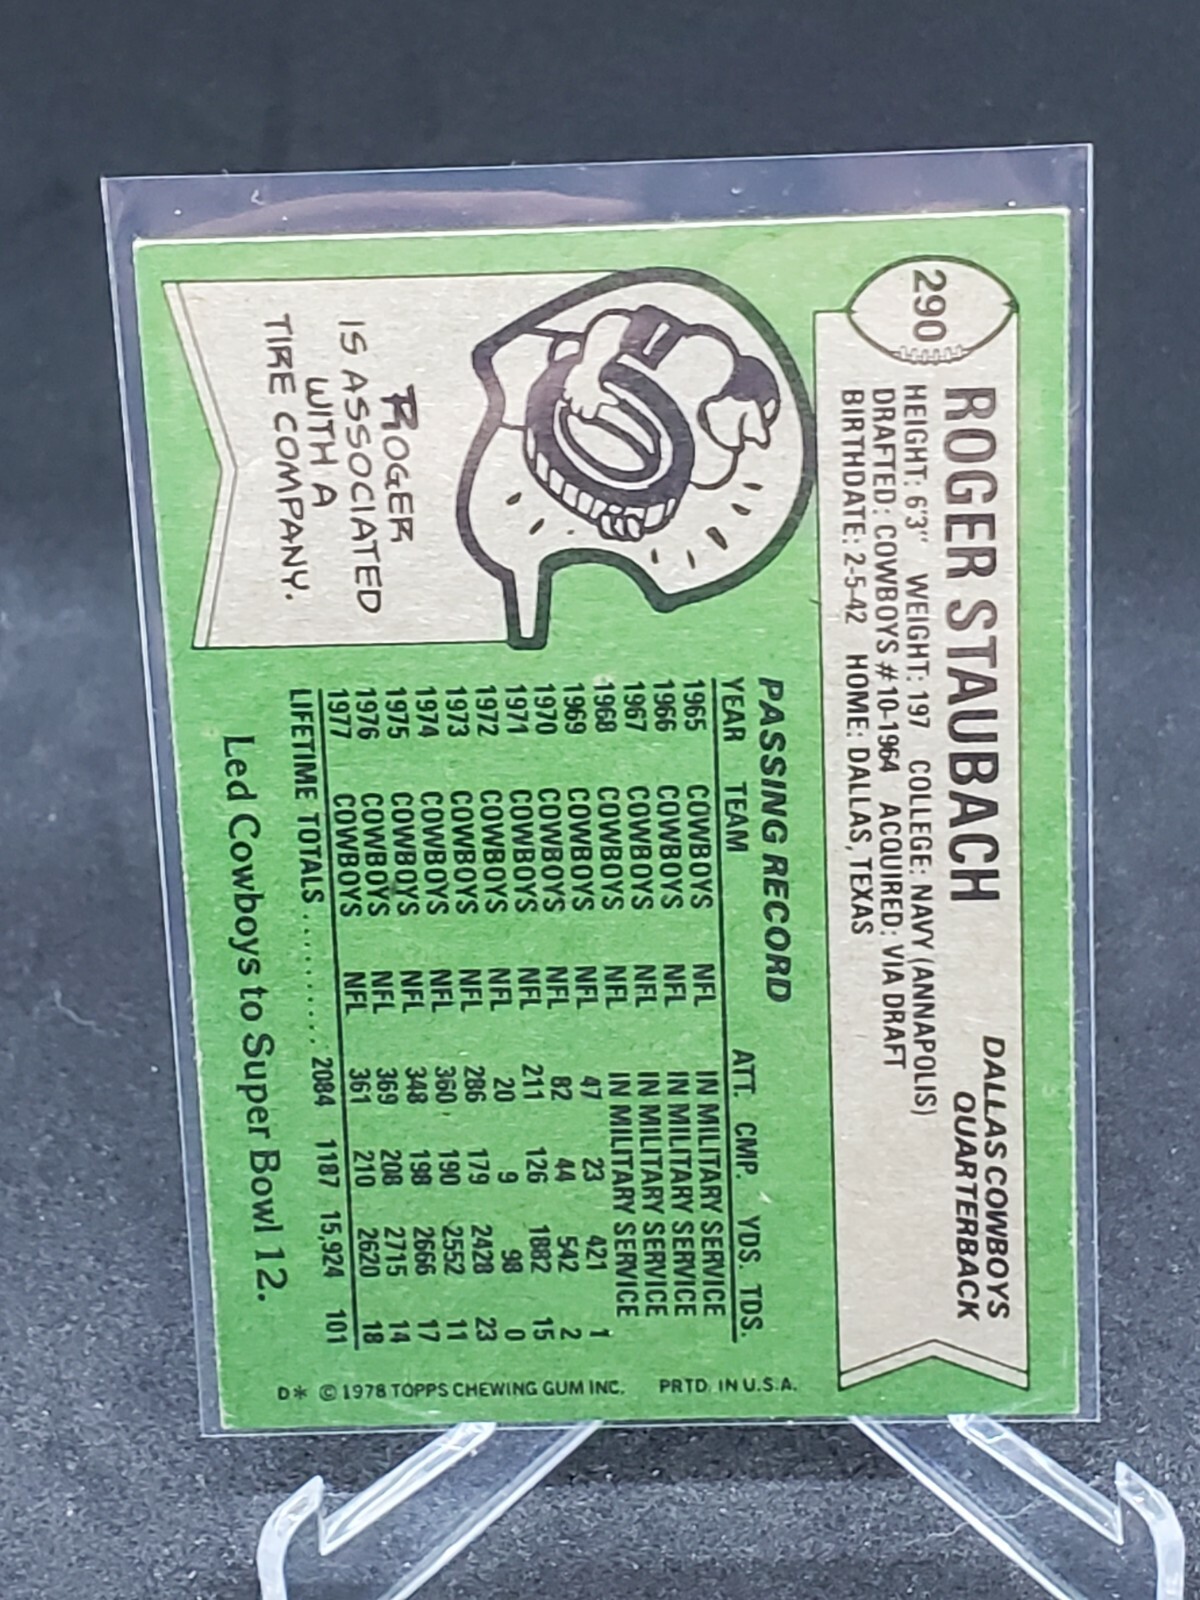 290
ROGER STAUBACH
DALLAS COWBOYS
QUARTERBACK
HEIGHT: 6'3" WEIGHT: 197 COLLEGE: NAVY (ANNAPOLIS)
DRAFTED: COWBOYS #10-1964 ACQUIRED: VIA DRAFT
BIRTHDATE: 2-5-42 HOME: DALLAS, TEXAS
ROGER
IS ASSOCIATED
WITH A
TIRE COMPANY.
PASSING RECORD
YEAR TEAM ATT. CMP. YDS. TDS.
1965 COWBOYS NFL IN MILITARY SERVICE
1966 COWBOYS NFL IN MILITARY SERVICE
1967 COWBOYS NFL IN MILITARY SERVICE
1968 COWBOYS NFL IN MILITARY SERVICE
1969 COWBOYS NFL 47 23 421 1
1970 COWBOYS NFL 82 44 542 2
1971 COWBOYS NFL 211 126 1882 15
1972 COWBOYS NFL 20 9 98 0
1973 COWBOYS NFL 286 179 2428 23
1974 COWBOYS NFL 360 190 2552 11
1975 COWBOYS NFL 348 198 2666 17
1976 COWBOYS NFL 369 208 2715 14
1977 COWBOYS NFL 361 210 2620 18
LIFETIME TOTALS ......... 2084 1187 15,924 101
Led Cowboys to Super Bowl 12.
D* © 1978 TOPPS CHEWING GUM INC. PRTD. IN U.S.A.